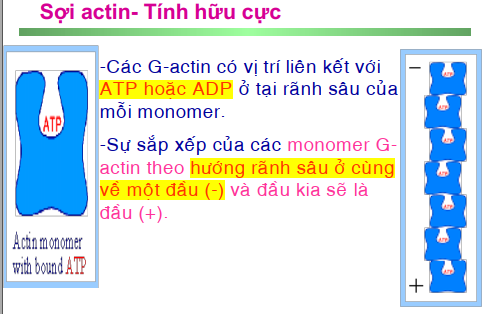 Sợi actin- Tính hữu cực
-Các G-actin có vị trí liên kết với
ATP hoặc ADP ở tại rãnh sâu của
mỗi monomer.
-Sự sắp xếp của các monomer G-
actin theo hướng rãnh sâu ở cùng
về một đầu (-) và đầu kia sẽ là
đầu (+).
ATP
Actin monomer
with bound ATP
−
ATP
ATP
ATP
ATP
ATP
ATP
ATP
+